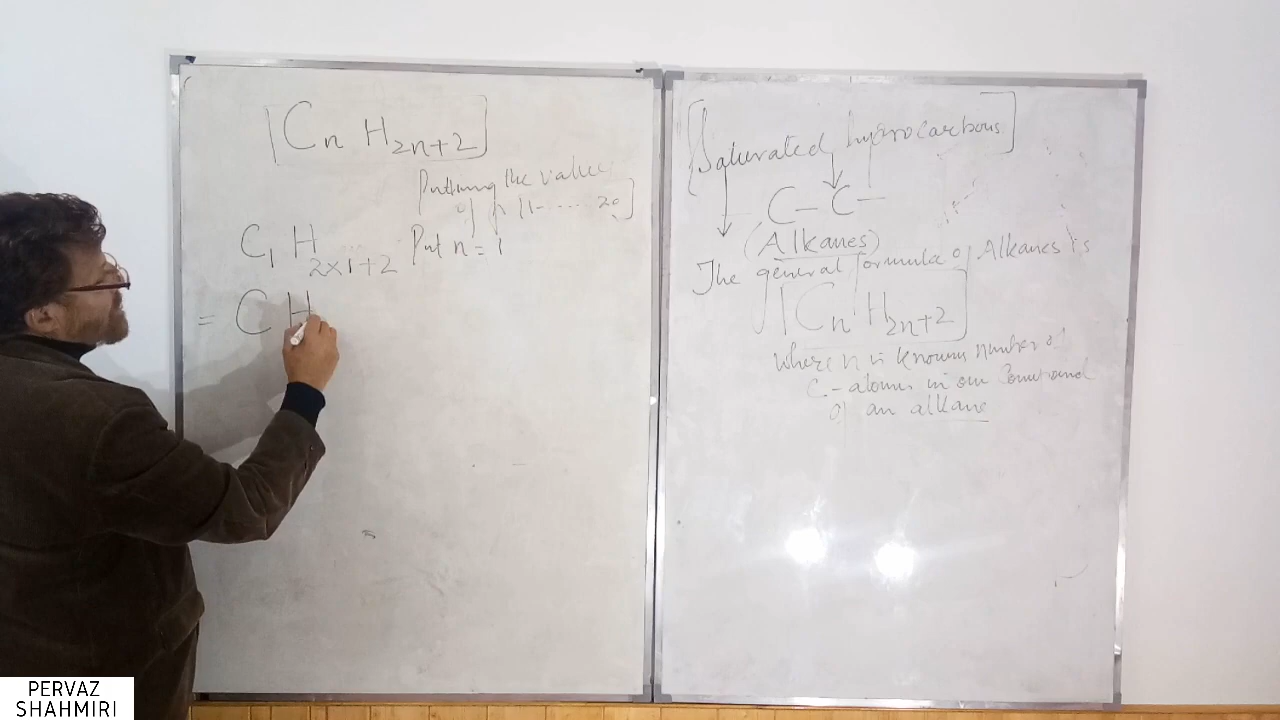 [Cn H2n+2]
Putting the value
of n [1- ... 20]
C1 H2x1+2 Put n = 1
= C H
[Saturated hydrocarbons]
C - C -
(Alkanes)
The general formula of Alkanes is
[Cn H2n+2]
where n is known number of
C - atoms in our Compound
of an alkane
PERVAZ
SHAHMIRI